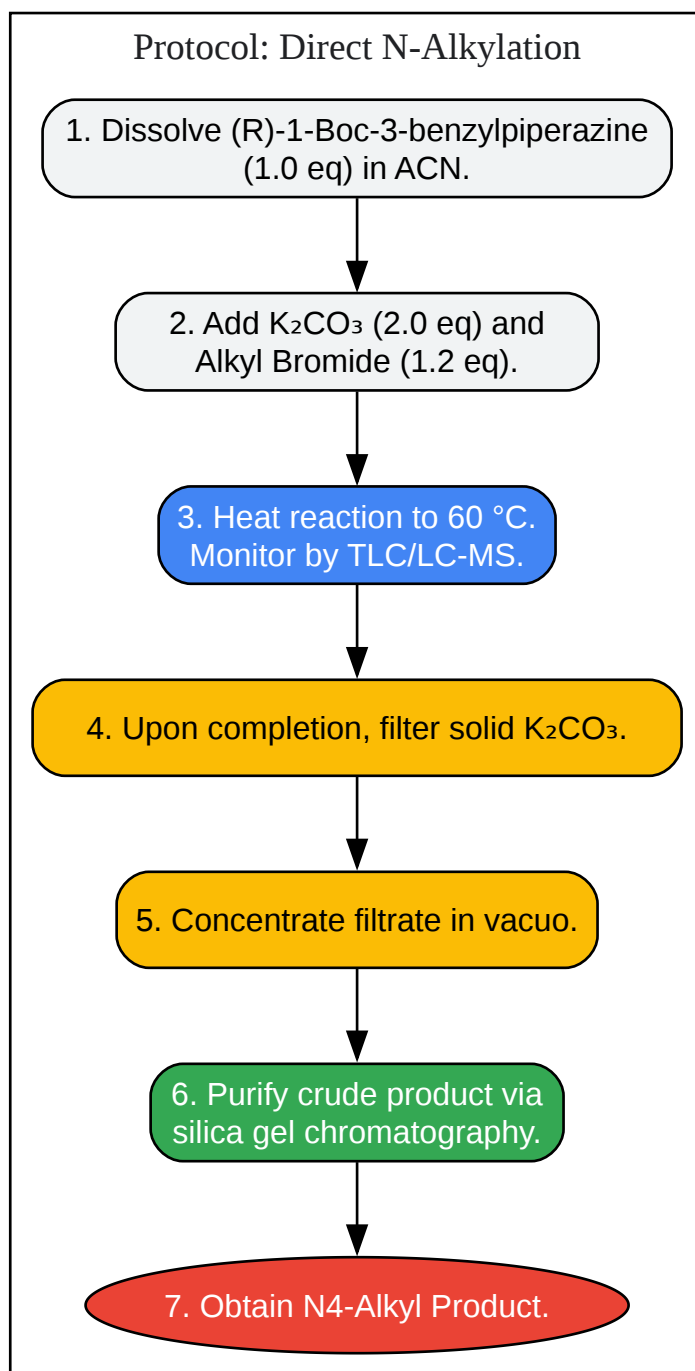 Protocol: Direct N-Alkylation
1. Dissolve (R)-1-Boc-3-benzylpiperazine
(1.0 eq) in ACN.
2. Add K₂CO₃ (2.0 eq) and
Alkyl Bromide (1.2 eq).
3. Heat reaction to 60 °C.
Monitor by TLC/LC-MS.
4. Upon completion, filter solid K₂CO₃.
5. Concentrate filtrate in vacuo.
6. Purify crude product via
silica gel chromatography.
7. Obtain N4-Alkyl Product.